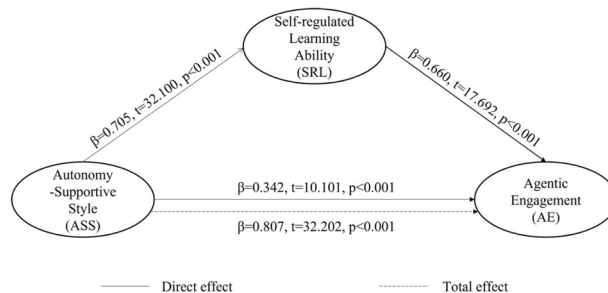 Self-regulated
Learning
Ability
(SRL)
β=0.705, t=32.100, p<0.001
β=0.660, t=17.692, p<0.001
Autonomy
-Supportive
Style
(ASS)
β=0.342, t=10.101, p<0.001
β=0.807, t=32.202, p<0.001
Agentic
Engagement
(AE)
Direct effect
Total effect